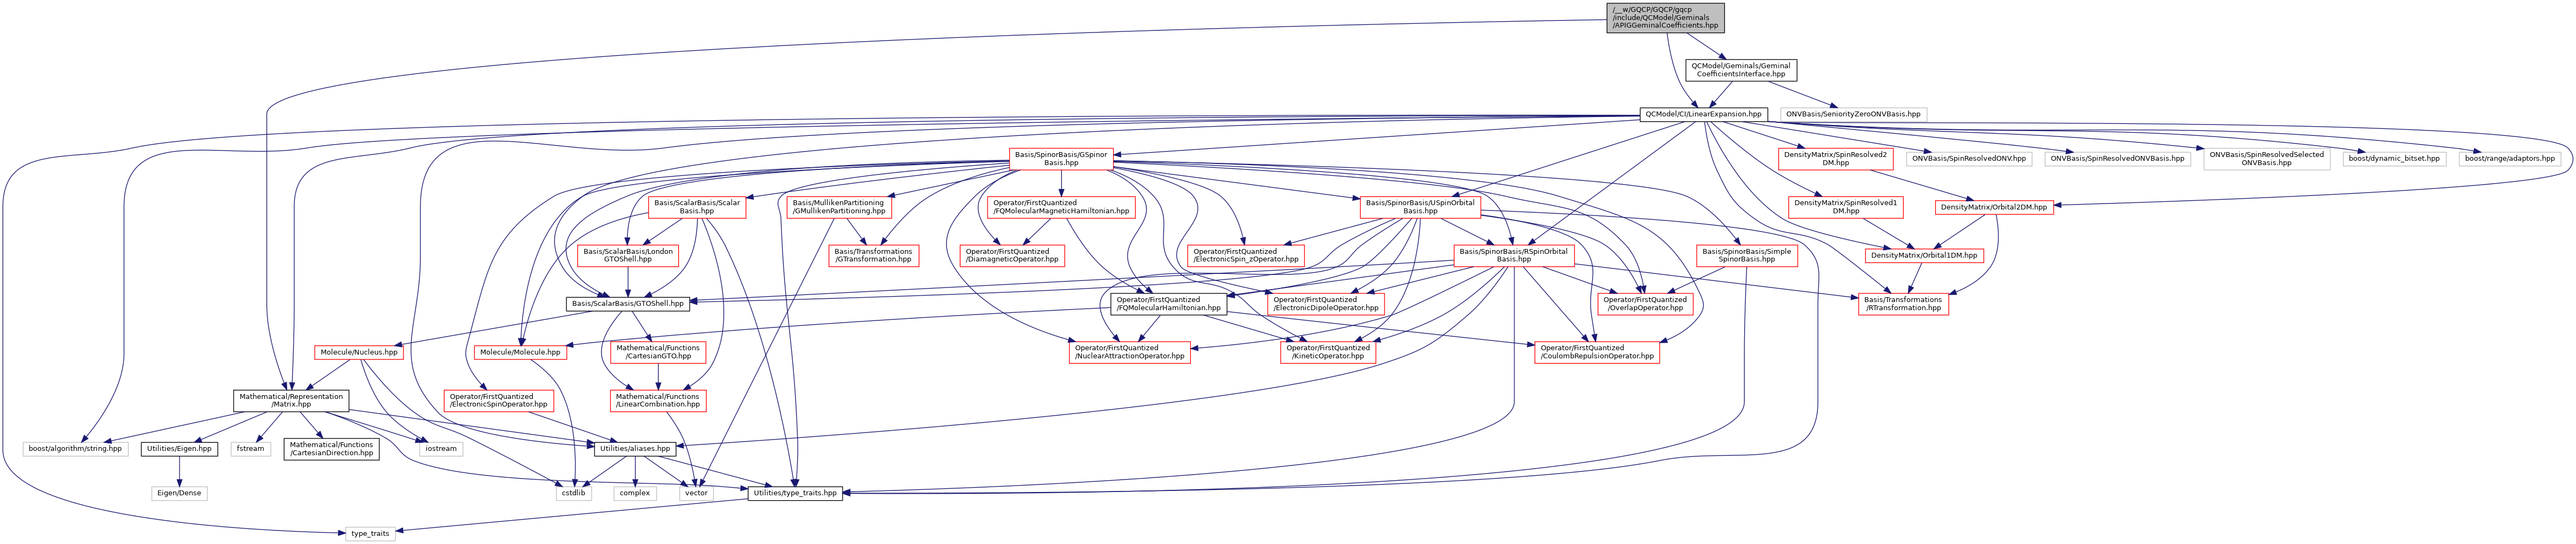 /__w/GQCP/GQCP/gqcp
/include/QCModel/Geminals
/APIGGeminalCoefficients.hpp
QCModel/Geminals/Geminal
CoefficientsInterface.hpp
QCModel/CI/LinearExpansion.hpp
ONVBasis/SeniorityZeroONVBasis.hpp
Basis/SpinorBasis/GSpinor
Basis.hpp
DensityMatrix/SpinResolved2
DM.hpp
ONVBasis/SpinResolvedONV.hpp
ONVBasis/SpinResolvedONVBasis.hpp
ONVBasis/SpinResolvedSelected
ONVBasis.hpp
boost/dynamic_bitset.hpp
boost/range/adaptors.hpp
Basis/ScalarBasis/Scalar
Basis.hpp
Basis/MullikenPartitioning
/GMullikenPartitioning.hpp
Operator/FirstQuantized
/FQMolecularMagneticHamiltonian.hpp
Basis/SpinorBasis/USpinOrbital
Basis.hpp
DensityMatrix/SpinResolved1
DM.hpp
DensityMatrix/Orbital2DM.hpp
Basis/ScalarBasis/London
GTOShell.hpp
Basis/Transformations
/GTransformation.hpp
Operator/FirstQuantized
/DiamagneticOperator.hpp
Operator/FirstQuantized
/ElectronicSpin_zOperator.hpp
Basis/SpinorBasis/RSpinOrbital
Basis.hpp
Basis/SpinorBasis/Simple
SpinorBasis.hpp
DensityMatrix/Orbital1DM.hpp
Basis/ScalarBasis/GTOShell.hpp
Operator/FirstQuantized
/FQMolecularHamiltonian.hpp
Operator/FirstQuantized
/ElectronicDipoleOperator.hpp
Operator/FirstQuantized
/OverlapOperator.hpp
Basis/Transformations
/RTransformation.hpp
Molecule/Nucleus.hpp
Molecule/Molecule.hpp
Mathematical/Functions
/CartesianGTO.hpp
Operator/FirstQuantized
/NuclearAttractionOperator.hpp
Operator/FirstQuantized
/KineticOperator.hpp
Operator/FirstQuantized
/CoulombRepulsionOperator.hpp
Mathematical/Representation
/Matrix.hpp
Operator/FirstQuantized
/ElectronicSpinOperator.hpp
Mathematical/Functions
/LinearCombination.hpp
boost/algorithm/string.hpp
Utilities/Eigen.hpp
fstream
Mathematical/Functions
/CartesianDirection.hpp
iostream
Utilities/aliases.hpp
Eigen/Dense
cstdlib
complex
vector
Utilities/type_traits.hpp
type_traits